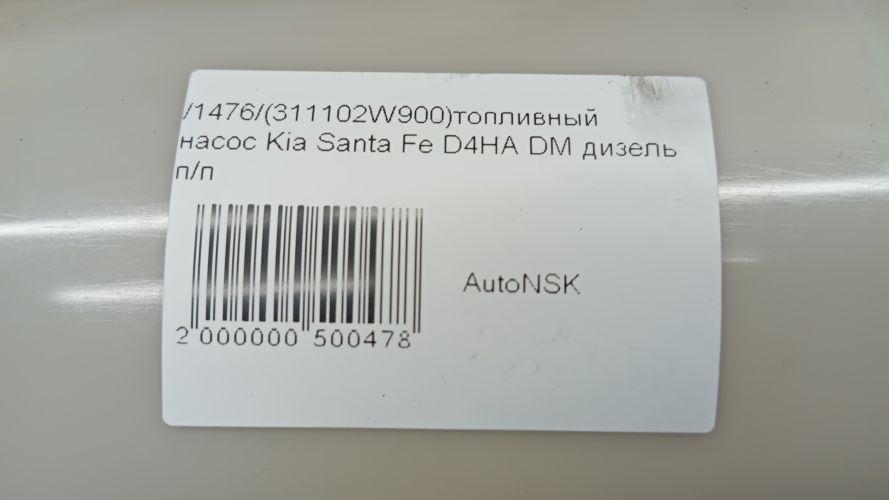 /1476/(311102W900)топливный
насос Kia Santa Fe D4HA DM дизель
п/п
AutoNSK
2 000000 500478